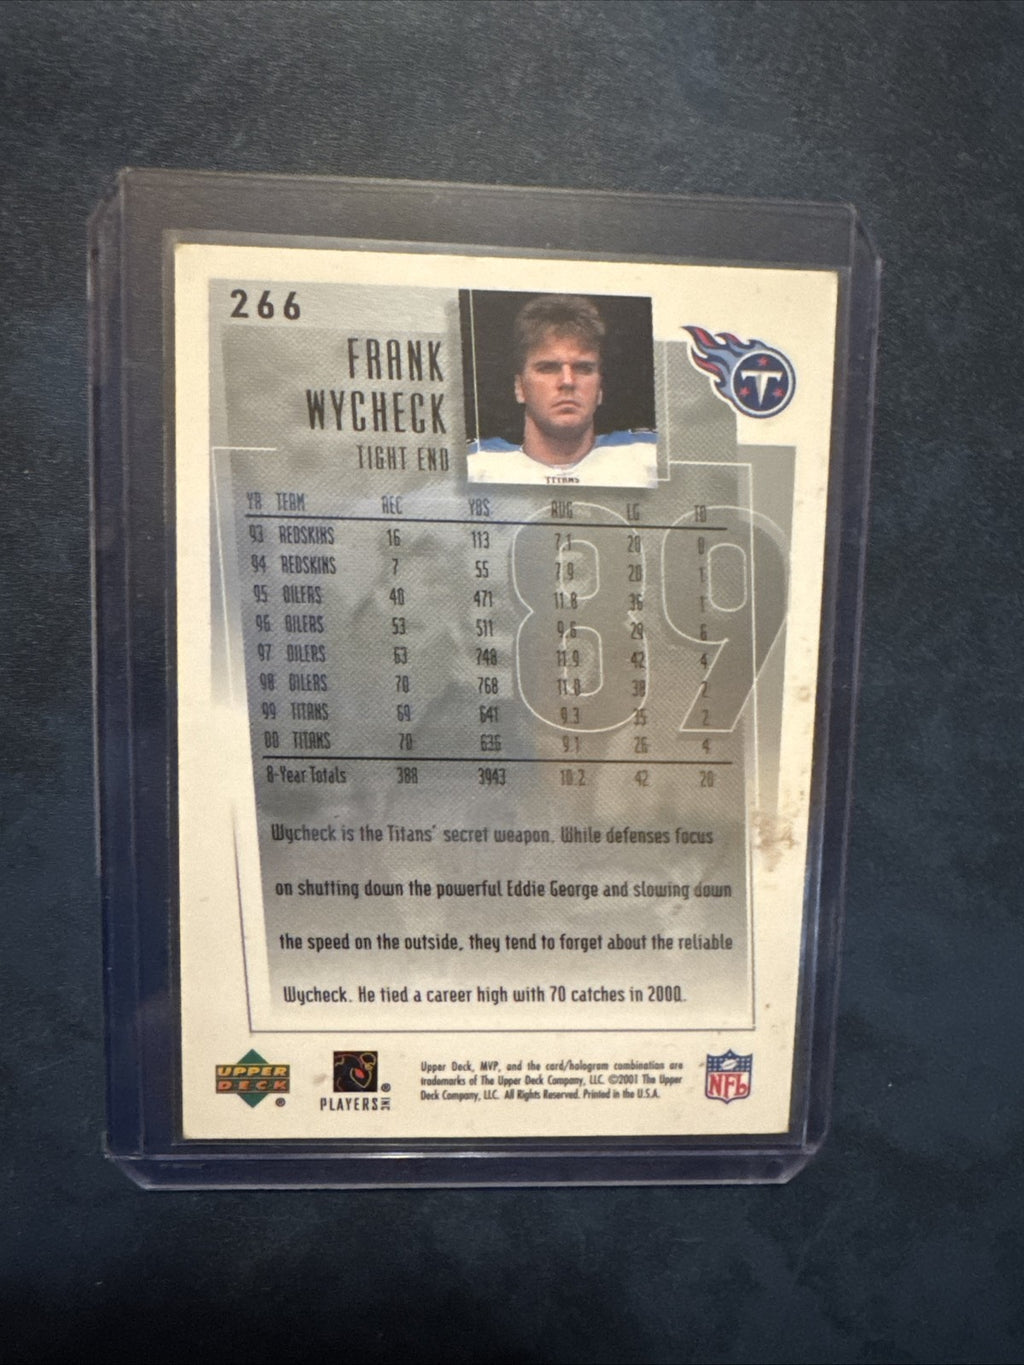 266
FRANK
WYCHECK
TIGHT END
TITANS
YR TEAM REC YDS AVG LG TD
93 REDSKINS 16 113 7.1 20 0
94 REDSKINS 7 55 7.9 20 1
95 OILERS 40 471 11.8 36 1
96 OILERS 53 511 9.6 29 6
97 OILERS 63 748 11.9 42 4
98 OILERS 70 768 11.0 38 2
99 TITANS 69 641 9.3 35 2
00 TITANS 70 636 9.1 26 4
8-Year Totals 388 3943 10.2 42 20
89
Wycheck is the Titans' secret weapon. While defenses focus
on shutting down the powerful Eddie George and slowing down
the speed on the outside, they tend to forget about the reliable
Wycheck. He tied a career high with 70 catches in 2000.
UPPER
DECK
®
PLAYERS INC
®
Upper Deck, MVP, and the card/hologram combination are
trademarks of The Upper Deck Company, LLC. ©2001 The Upper
Deck Company, LLC. All Rights Reserved. Printed in the U.S.A.
NFL